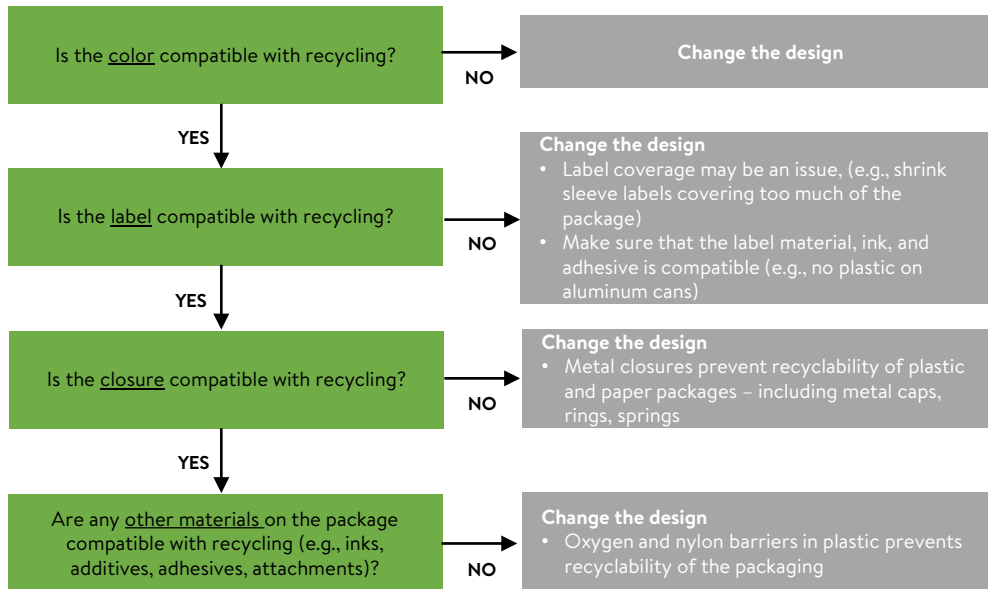 Is the color compatible with recycling?
NO
Change the design
YES
Is the label compatible with recycling?
NO
Change the design
• Label coverage may be an issue, (e.g., shrink
sleeve labels covering too much of the
package)
• Make sure that the label material, ink, and
adhesive is compatible (e.g., no plastic on
aluminum cans)
YES
Is the closure compatible with recycling?
NO
Change the design
• Metal closures prevent recyclability of plastic
and paper packages – including metal caps,
rings, springs
YES
Are any other materials on the package
compatible with recycling (e.g., inks,
additives, adhesives, attachments)?
NO
Change the design
• Oxygen and nylon barriers in plastic prevents
recyclability of the packaging